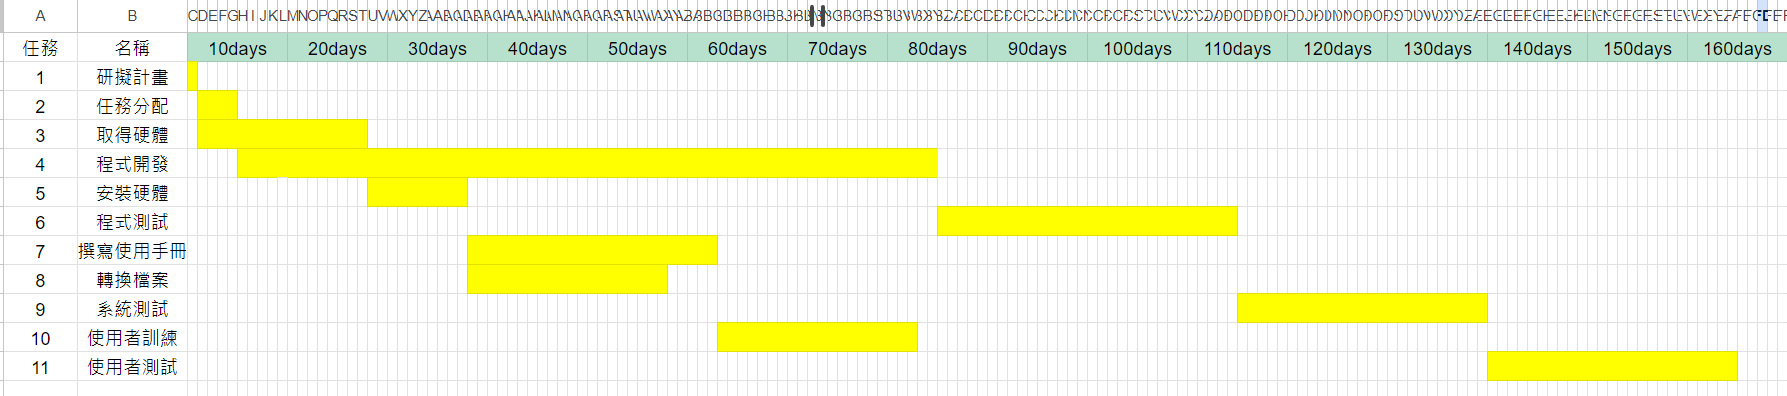 A B
任務 名稱 10days 20days 30days 40days 50days 60days 70days 80days 90days 100days 110days 120days 130days 140days 150days 160days
1 研擬計畫
2 任務分配
3 取得硬體
4 程式開發
5 安裝硬體
6 程式測試
7 撰寫使用手冊
8 轉換檔案
9 系統測試
10 使用者訓練
11 使用者測試